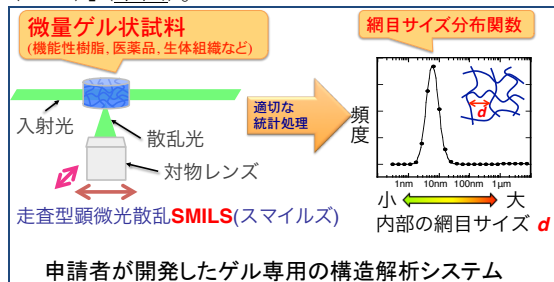 微量ゲル状試料
(機能性樹脂, 医薬品, 生体組織など)
入射光
散乱光
対物レンズ
走査型顕微光散乱SMILS(スマイルズ)
適切な
統計処理
網目サイズ分布関数
頻度
d
1nm 10nm 100nm 1μm
小 大
内部の網目サイズ d
申請者が開発したゲル専用の構造解析システム